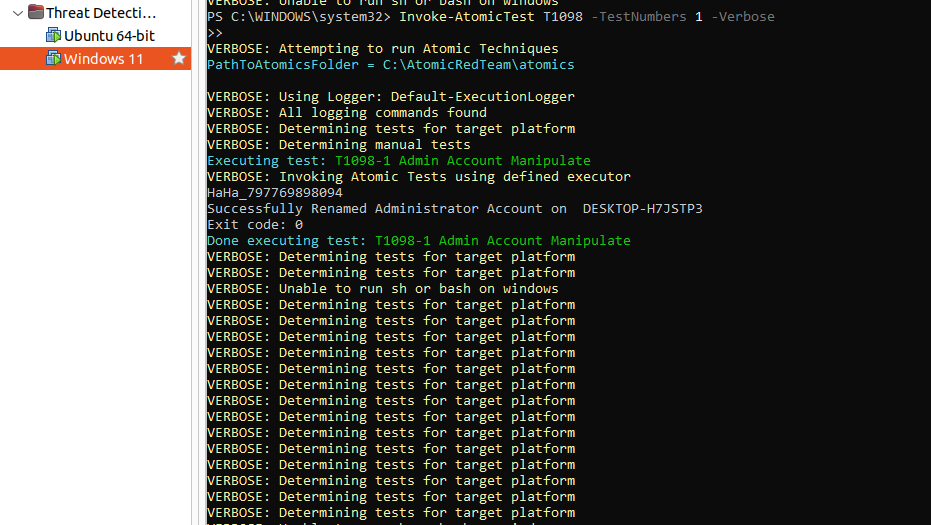 Threat Detecti...
Ubuntu 64-bit
Windows 11
VERBOSE: Unable to run sh or bash on windows
PS C:\WINDOWS\system32> Invoke-AtomicTest T1098 -TestNumbers 1 -Verbose
>>
VERBOSE: Attempting to run Atomic Techniques
PathToAtomicsFolder = C:\AtomicRedTeam\atomics
VERBOSE: Using Logger: Default-ExecutionLogger
VERBOSE: All logging commands found
VERBOSE: Determining tests for target platform
VERBOSE: Determining manual tests
Executing test: T1098-1 Admin Account Manipulate
VERBOSE: Invoking Atomic Tests using defined executor
HaHa_797769898094
Successfully Renamed Administrator Account on  DESKTOP-H7JSTP3
Exit code: 0
Done executing test: T1098-1 Admin Account Manipulate
VERBOSE: Determining tests for target platform
VERBOSE: Determining tests for target platform
VERBOSE: Unable to run sh or bash on windows
VERBOSE: Determining tests for target platform
VERBOSE: Determining tests for target platform
VERBOSE: Determining tests for target platform
VERBOSE: Determining tests for target platform
VERBOSE: Determining tests for target platform
VERBOSE: Determining tests for target platform
VERBOSE: Determining tests for target platform
VERBOSE: Determining tests for target platform
VERBOSE: Determining tests for target platform
VERBOSE: Determining tests for target platform
VERBOSE: Determining tests for target platform
VERBOSE: Determining tests for target platform
VERBOSE: Determining tests for target platform
VERBOSE: Determining tests for target platform